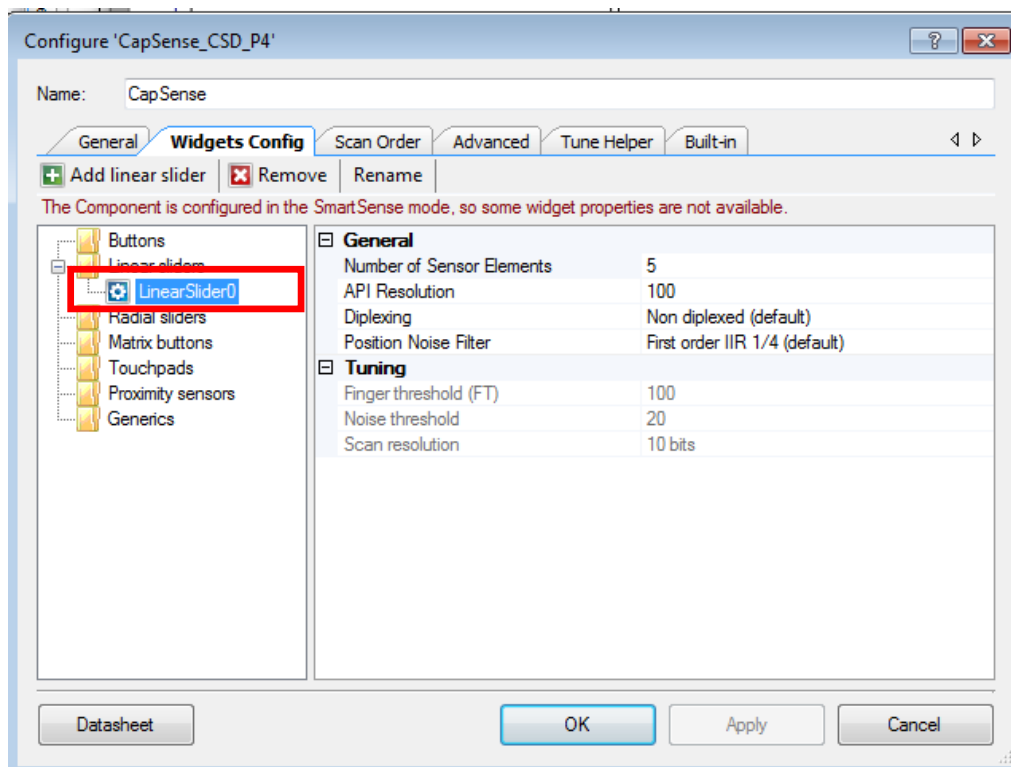 Configure 'CapSense_CSD_P4'
Name: CapSense
General Widgets Config Scan Order Advanced Tune Helper Built-in
Add linear slider Remove Rename
The Component is configured in the SmartSense mode, so some widget properties are not available.
Buttons
Linear sliders
LinearSlider0
Radial sliders
Matrix buttons
Touchpads
Proximity sensors
Generics
General
Number of Sensor Elements 5
API Resolution 100
Diplexing Non diplexed (default)
Position Noise Filter First order IIR 1/4 (default)
Tuning
Finger threshold (FT) 100
Noise threshold 20
Scan resolution 10 bits
Datasheet OK Apply Cancel